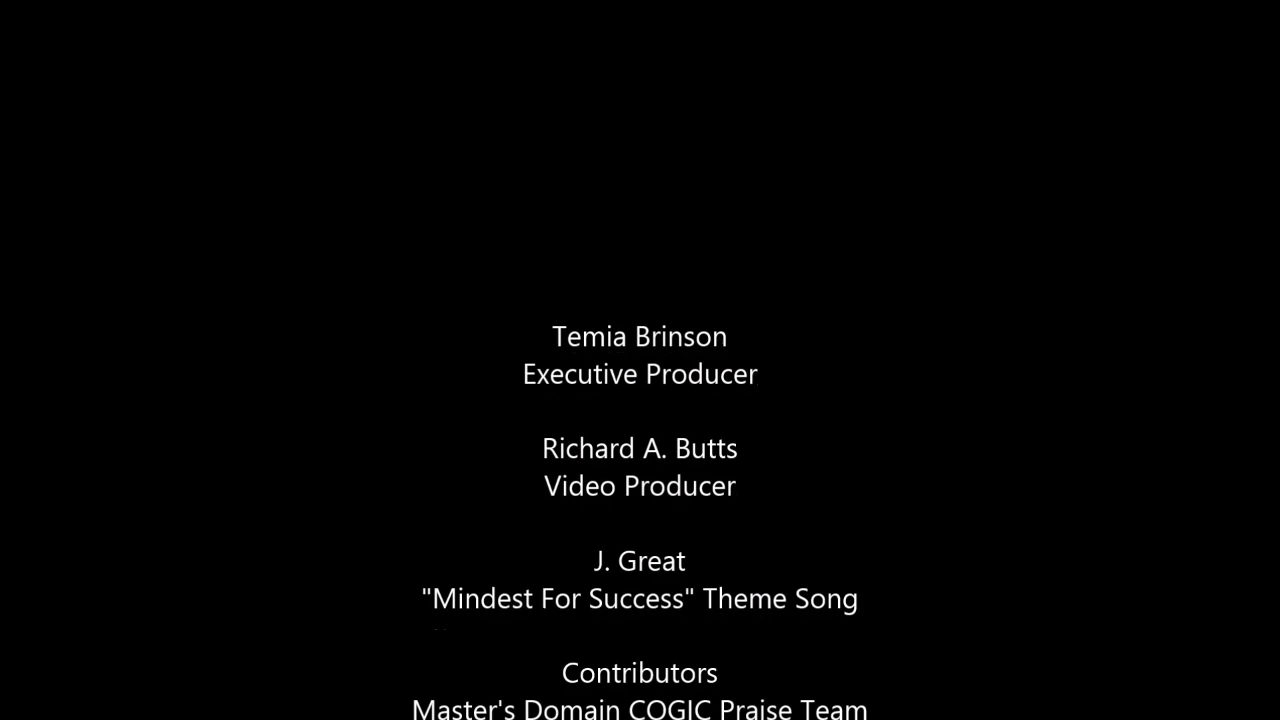 Temia Brinson
Executive Producer
Richard A. Butts
Video Producer
J. Great
"Mindest For Success" Theme Song
Contributors
Master's Domain COGIC Praise Team